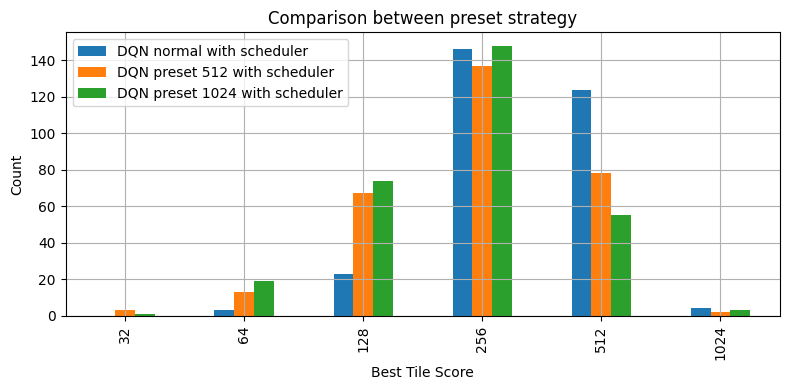 Comparison between preset strategy
DQN normal with scheduler
DQN preset 512 with scheduler
DQN preset 1024 with scheduler
140
120
100
80
60
40
20
0
Count
32
64
128
256
512
1024
Best Tile Score